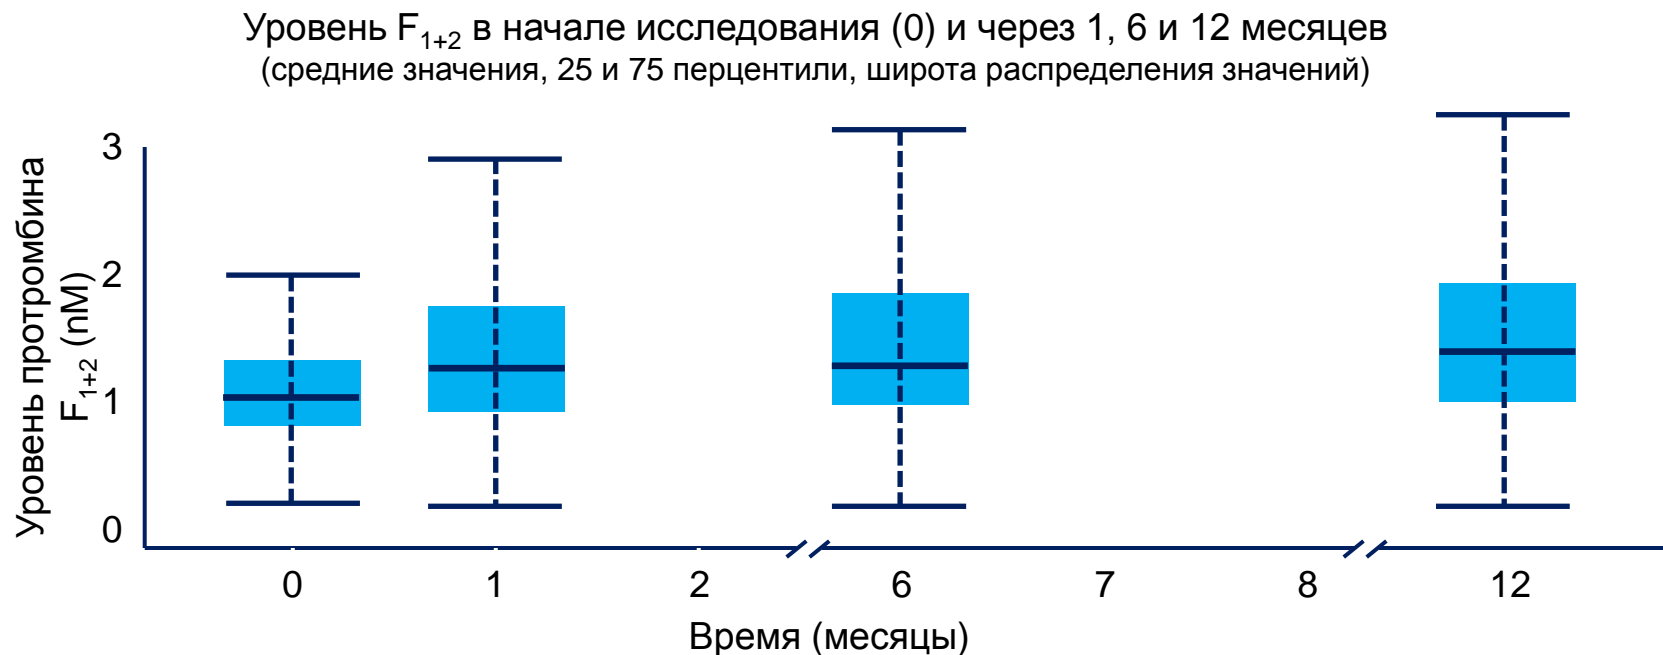 Уровень F1+2 в начале исследования (0) и через 1, 6 и 12 месяцев
(средние значения, 25 и 75 перцентили, широта распределения значений)
Уровень протромбина
F1+2 (nM)
3
2
1
0
0 1 2 6 7 8 12
Время (месяцы)